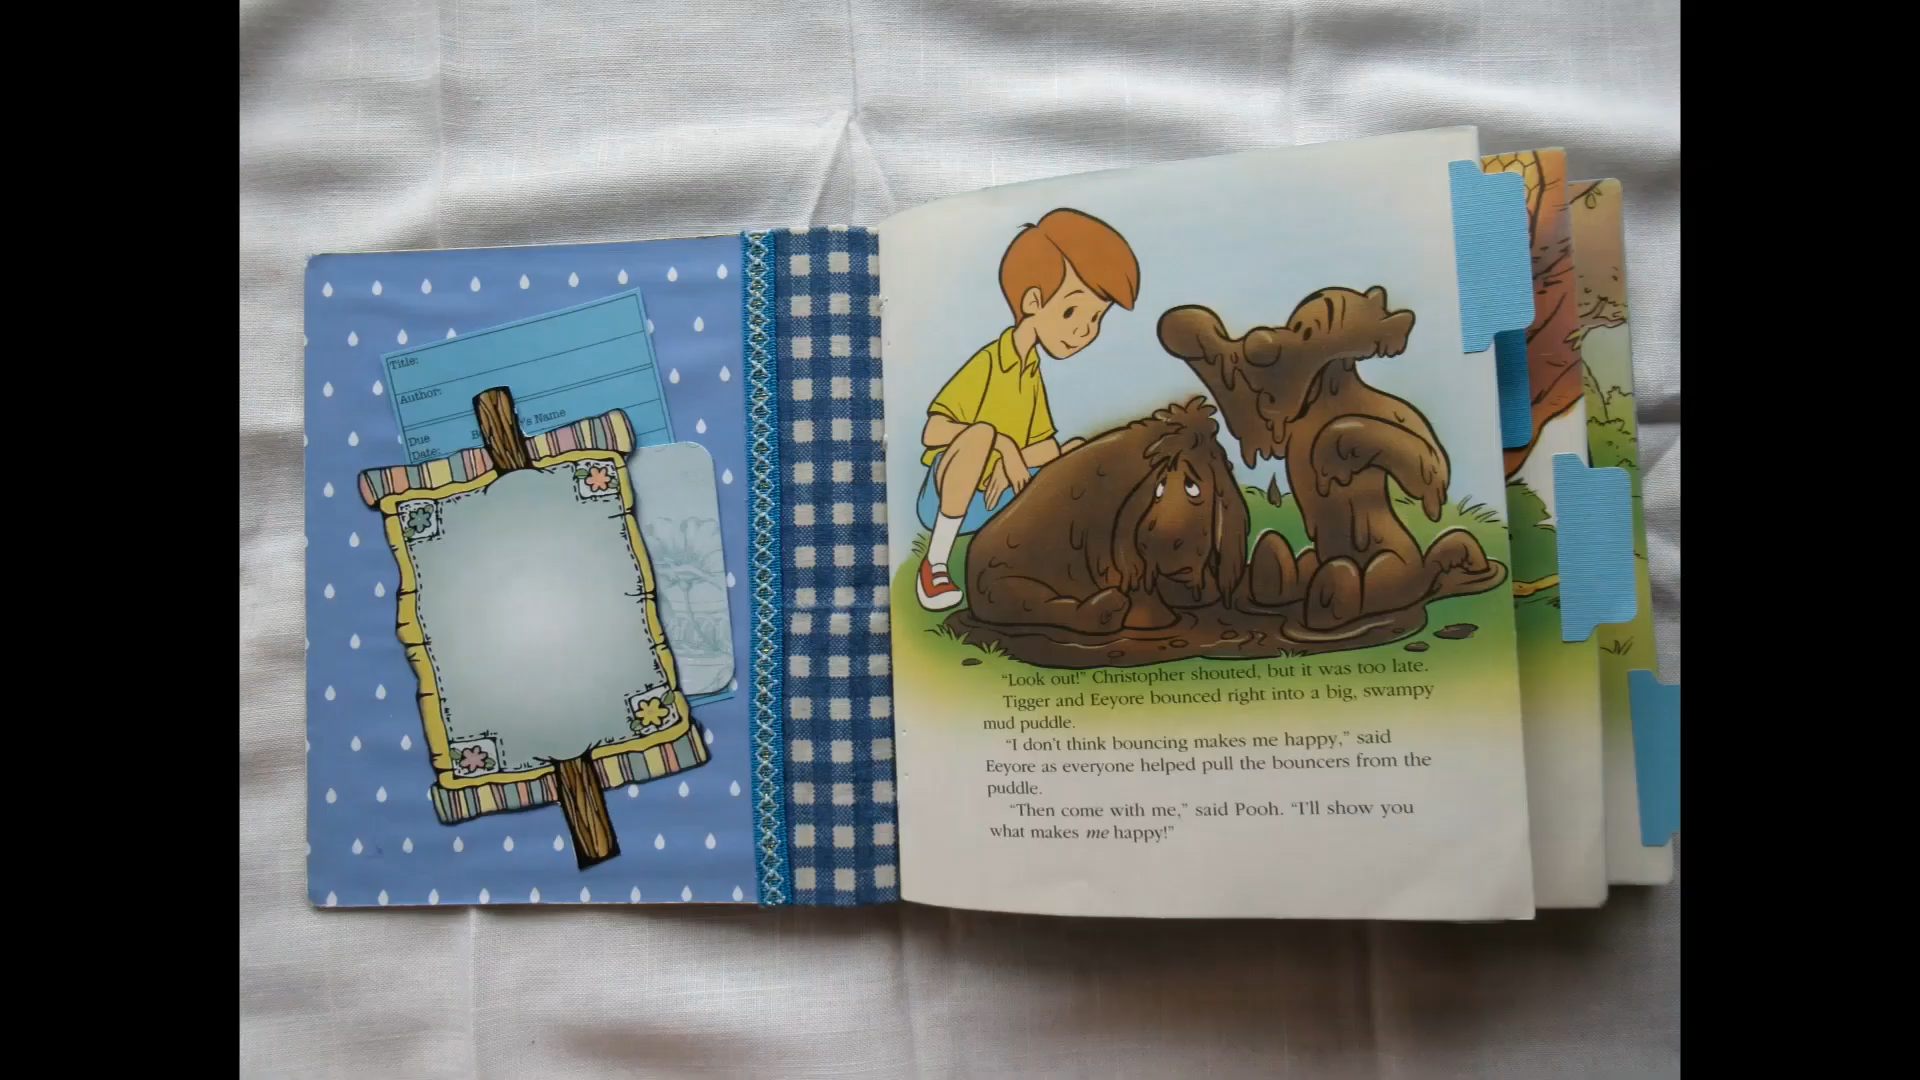 Title:
Author:
Due
Date:
's Name
"Look out!" Christopher shouted, but it was too late.
Tigger and Eeyore bounced right into a big, swampy
mud puddle.
"I don't think bouncing makes me happy," said
Eeyore as everyone helped pull the bouncers from the
puddle.
"Then come with me," said Pooh. "I'll show you
what makes me happy!"